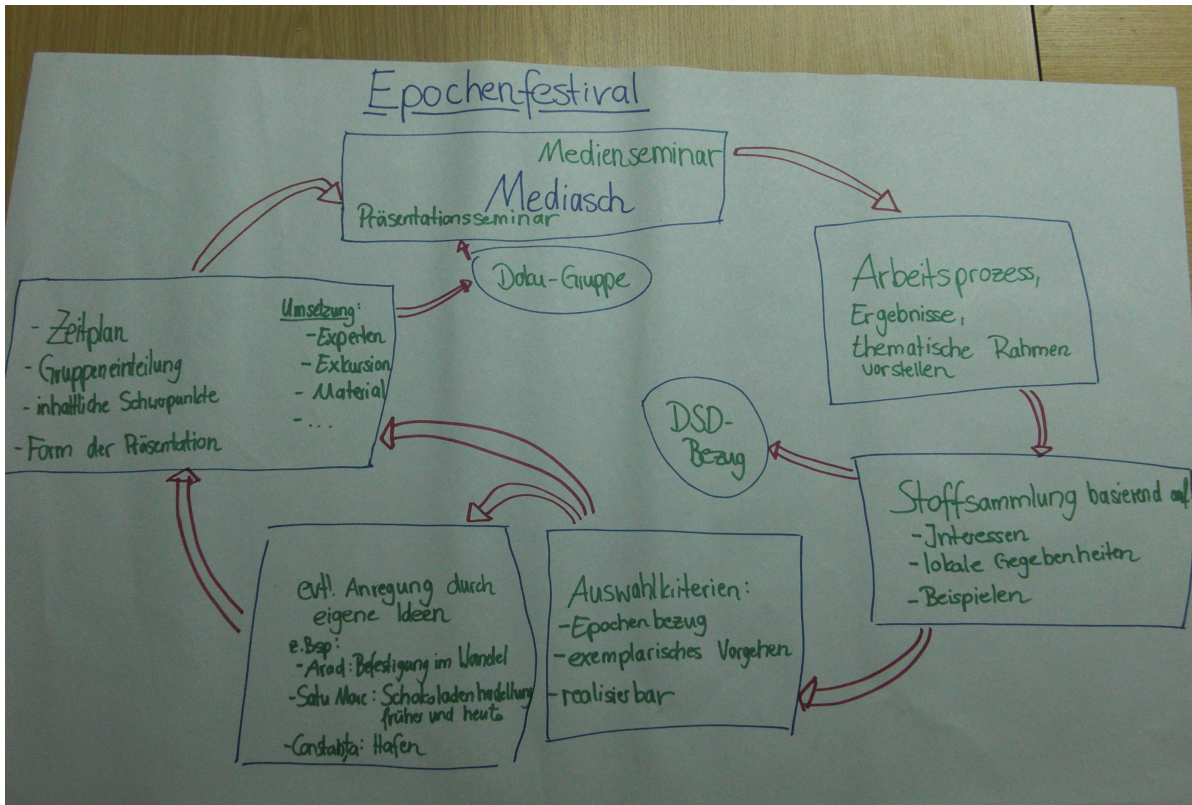 Epochenfestival
Medienseminar
Mediasch
Präsentationsseminar
Doku-Gruppe
Arbeitsprozess,
Ergebnisse,
thematische Rahmen
vorstellen
DSD-
Bezug
Stoffsammlung basierend auf
- Interessen
- lokale Gegebenheiten
- Beispielen
Auswahlkriterien:
- Epochenbezug
- exemplarisches Vorgehen
- realisierbar
evtl. Anregung durch
eigene Ideen
z.Bsp:
- Arad: Befestigung im Wandel
- Satu Mare: Schokoladenherstellung
früher und heute
- Constanța: Hafen
- Zeitplan
- Gruppeneinteilung
- inhaltliche Schwerpunkte
- Form der Präsentation
Umsetzung:
- Experten
- Exkursion
- Material
- ...